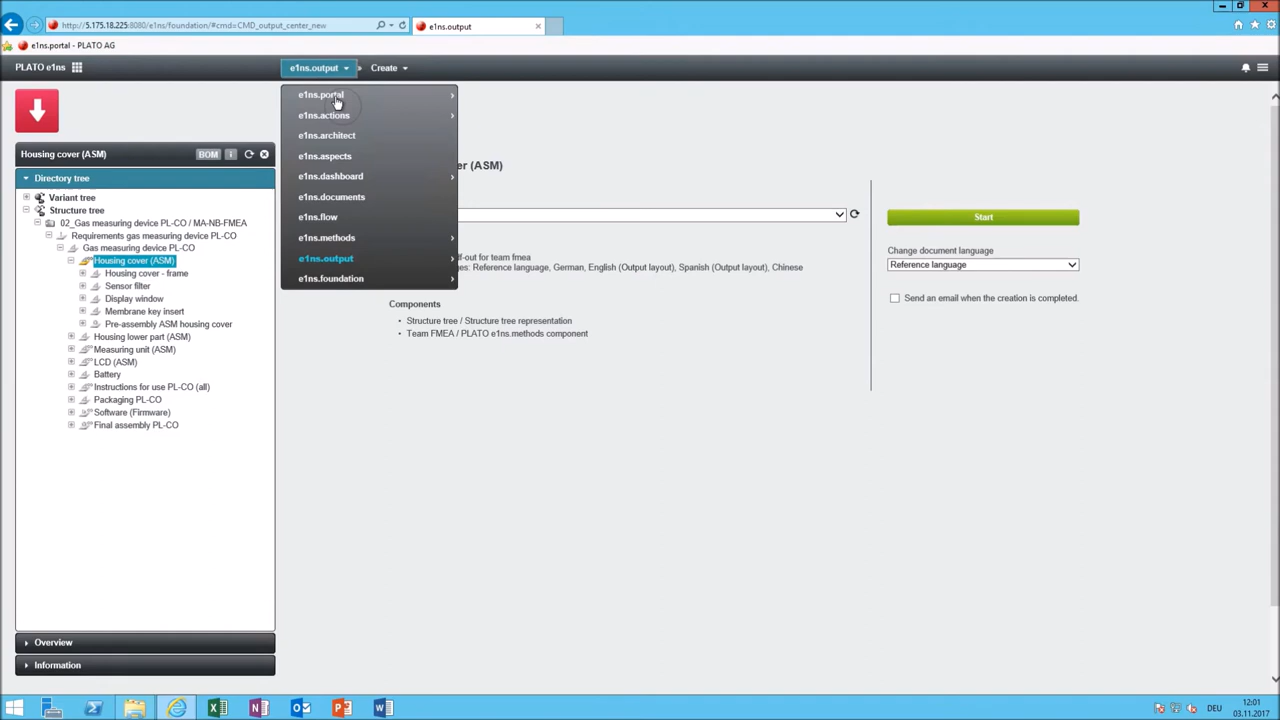 http://5.175.18.225:8080/e1ns/foundation/#cmd=CMD_output_center_new
e1ns.output
e1ns.portal - PLATO AG
PLATO e1ns
e1ns.output
Create
e1ns.portal
e1ns.actions
e1ns.architect
e1ns.aspects
e1ns.dashboard
e1ns.documents
e1ns.flow
e1ns.methods
e1ns.output
e1ns.foundation
Housing cover (ASM)
BOM
i
Directory tree
Variant tree
Structure tree
02_Gas measuring device PL-CO / MA-NB-FMEA
Requirements gas measuring device PL-CO
Gas measuring device PL-CO
Housing cover (ASM)
Housing cover - frame
Sensor filter
Display window
Membrane key insert
Pre-assembly ASM housing cover
Housing lower part (ASM)
Measuring unit (ASM)
LCD (ASM)
Battery
Instructions for use PL-CO (all)
Packaging PL-CO
Software (Firmware)
Final assembly PL-CO
Overview
Information
er (ASM)
ff-out for team fmea
es: Reference language, German, English (Output layout), Spanish (Output layout), Chinese
Components
• Structure tree / Structure tree representation
• Team FMEA / PLATO e1ns.methods component
Start
Change document language
Reference language
Send an email when the creation is completed.
DEU
12:01
03.11.2017